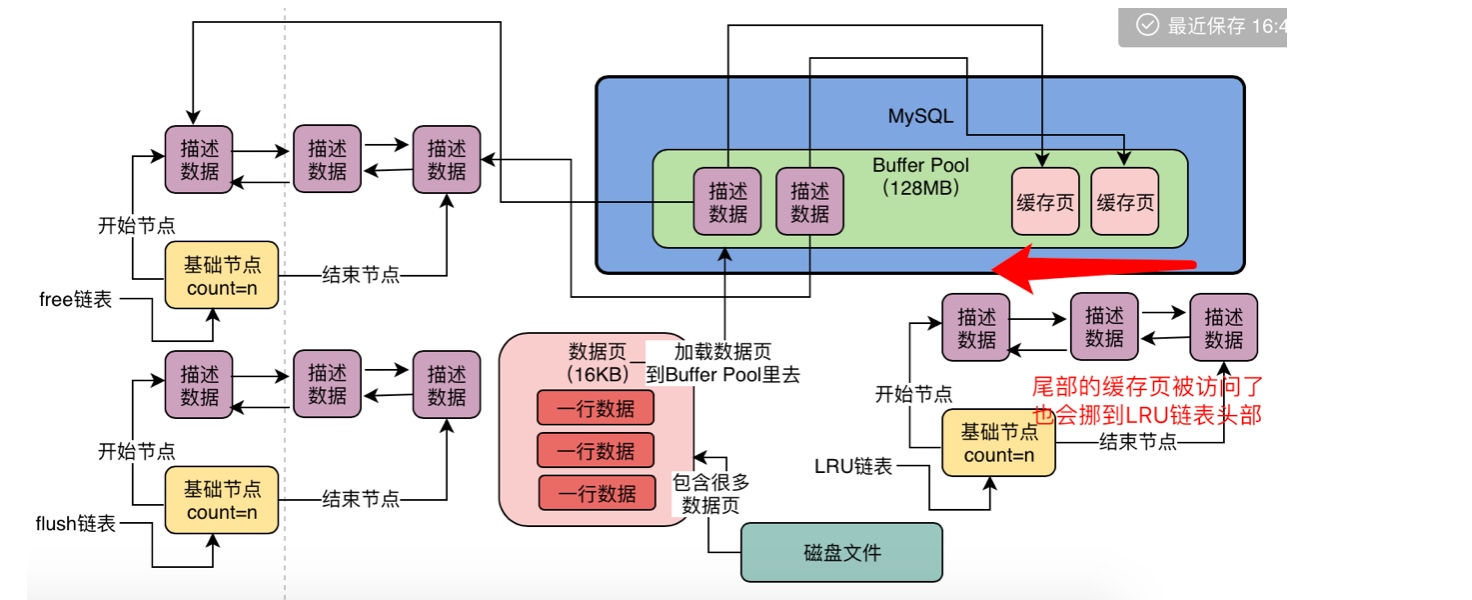 最近保存 16:4
MySQL
Buffer Pool
（128MB）
描述
数据
描述
数据
缓存页
缓存页
描述
数据
描述
数据
描述
数据
开始节点
基础节点
count=n
结束节点
free链表
描述
数据
描述
数据
描述
数据
开始节点
基础节点
count=n
结束节点
flush链表
数据页
（16KB）
一行数据
一行数据
一行数据
加载数据页
到Buffer Pool里去
包含很多
数据页
磁盘文件
描述
数据
描述
数据
描述
数据
尾部的缓存页被访问了
也会挪到LRU链表头部
开始节点
基础节点
count=n
结束节点
LRU链表